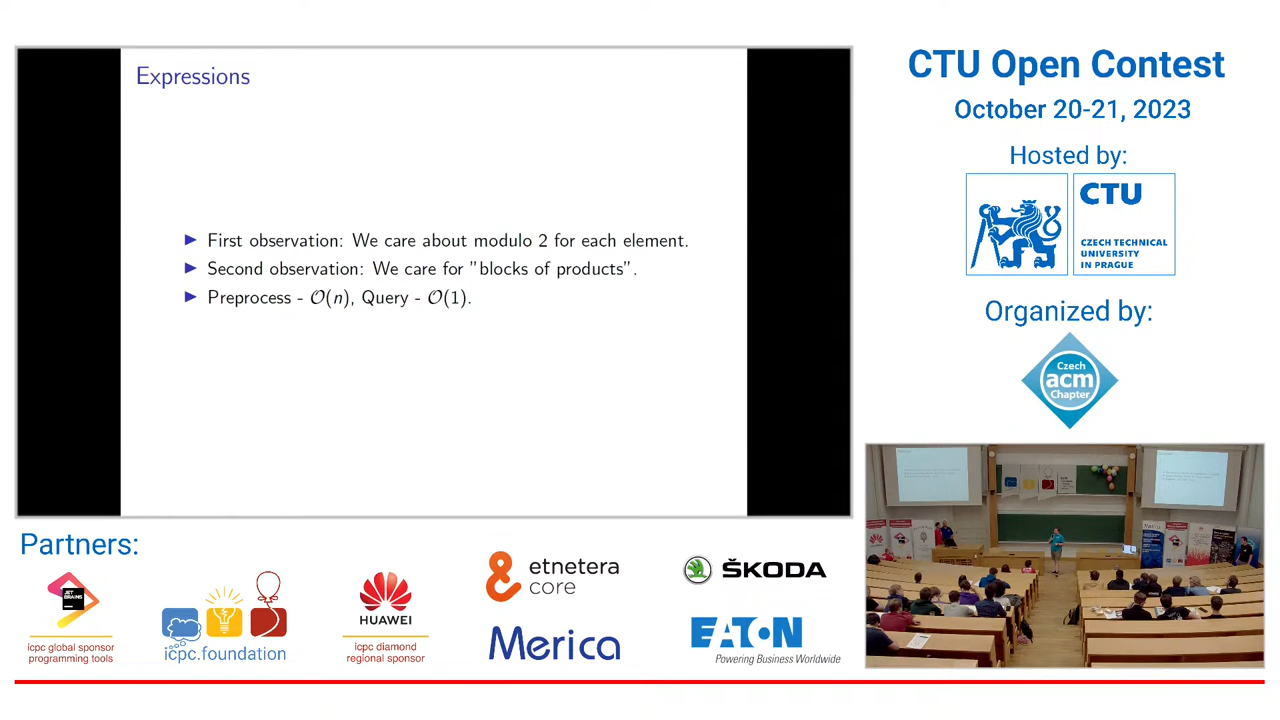 Expressions
▶ First observation: We care about modulo 2 for each element.
▶ Second observation: We care for "blocks of products".
▶ Preprocess - O(n), Query - O(1).
CTU Open Contest
October 20-21, 2023
Hosted by:
CTU
CZECH TECHNICAL
UNIVERSITY
IN PRAGUE
Organized by:
Czech
acm
Chapter
Partners:
JET
BRAINS
icpc global sponsor
programming tools
icpc.foundation
HUAWEI
icpc diamond
regional sponsor
etnetera
core
Merica
ŠKODA
EATON
Powering Business Worldwide